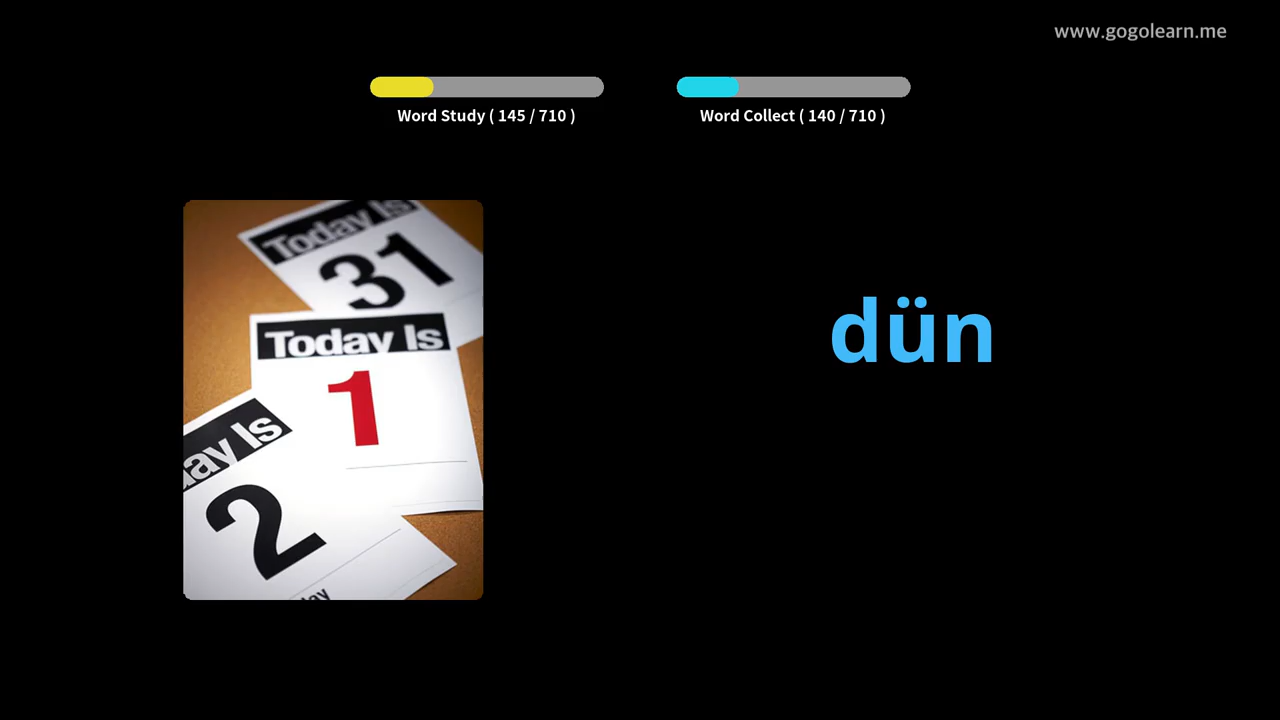 www.gogolearn.me
Word Study ( 145 / 710 )
Word Collect ( 140 / 710 )
Today Is
31
Today Is
1
dün
ay Is
2
ay